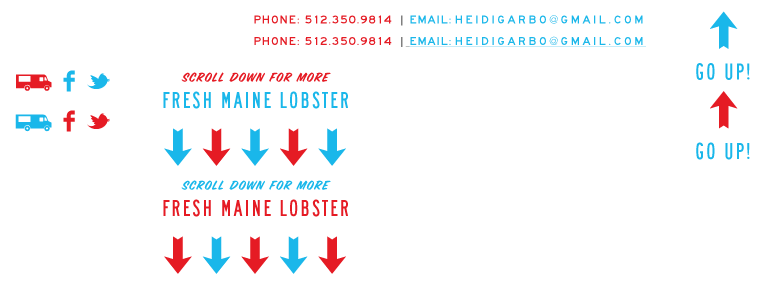 PHONE: 512.350.9814 | EMAIL: HEIDIGARBO@GMAIL.COM
PHONE: 512.350.9814 | EMAIL: HEIDIGARBO@GMAIL.COM
SCROLL DOWN FOR MORE
FRESH MAINE LOBSTER
SCROLL DOWN FOR MORE
FRESH MAINE LOBSTER
GO UP!
GO UP!